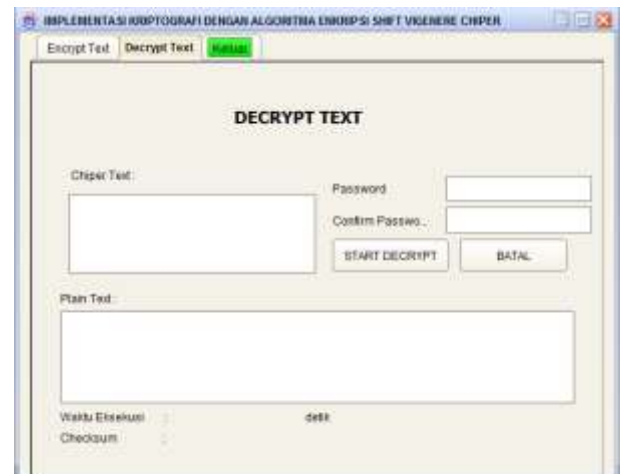 IMPLEMENTASI KRIPTOGRAFI DENGAN ALGORITMA ENKRIPSI SHIFT VIGENERE CHIPER
Encrypt Text Decrypt Text Keluar
DECRYPT TEXT
Chiper Text :
Password
Confirm Passwo...
START DECRYPT BATAL
Plain Text :
Waktu Eksekusi : detik
Checksum :